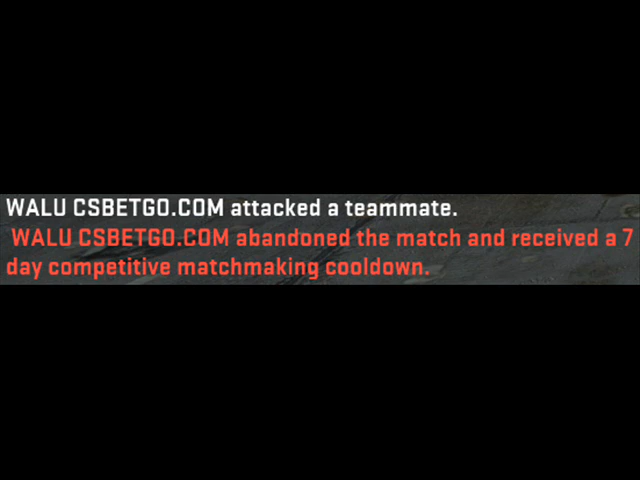 WALU CSBETGO.COM attacked a teammate.
WALU CSBETGO.COM abandoned the match and received a 7
day competitive matchmaking cooldown.